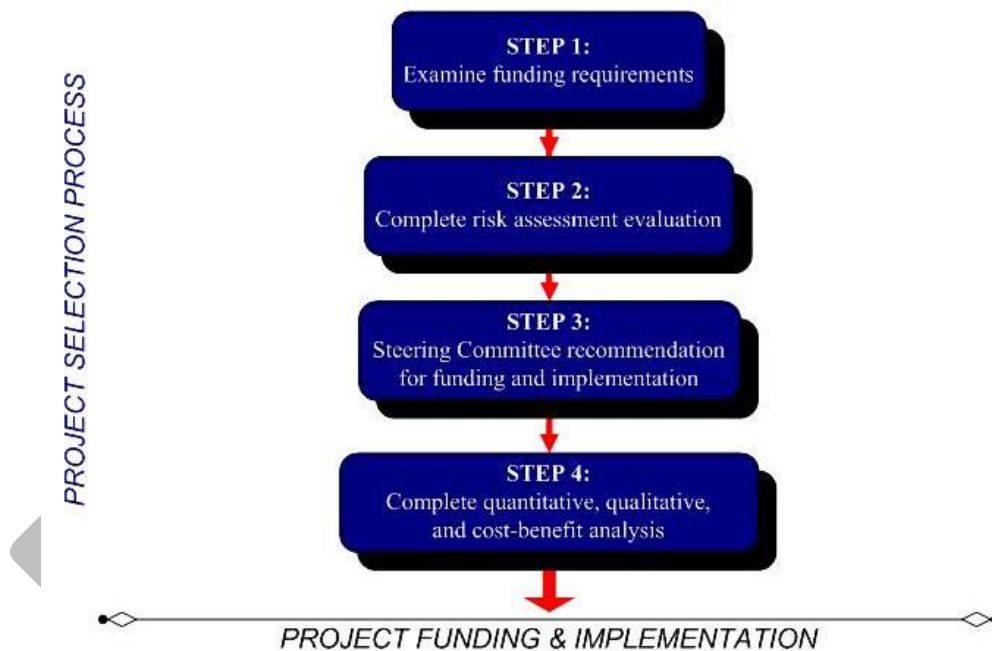 PROJECT SELECTION PROCESS
STEP 1:
Examine funding requirements
STEP 2:
Complete risk assessment evaluation
STEP 3:
Steering Committee recommendation
for funding and implementation
STEP 4:
Complete quantitative, qualitative,
and cost-benefit analysis
PROJECT FUNDING & IMPLEMENTATION